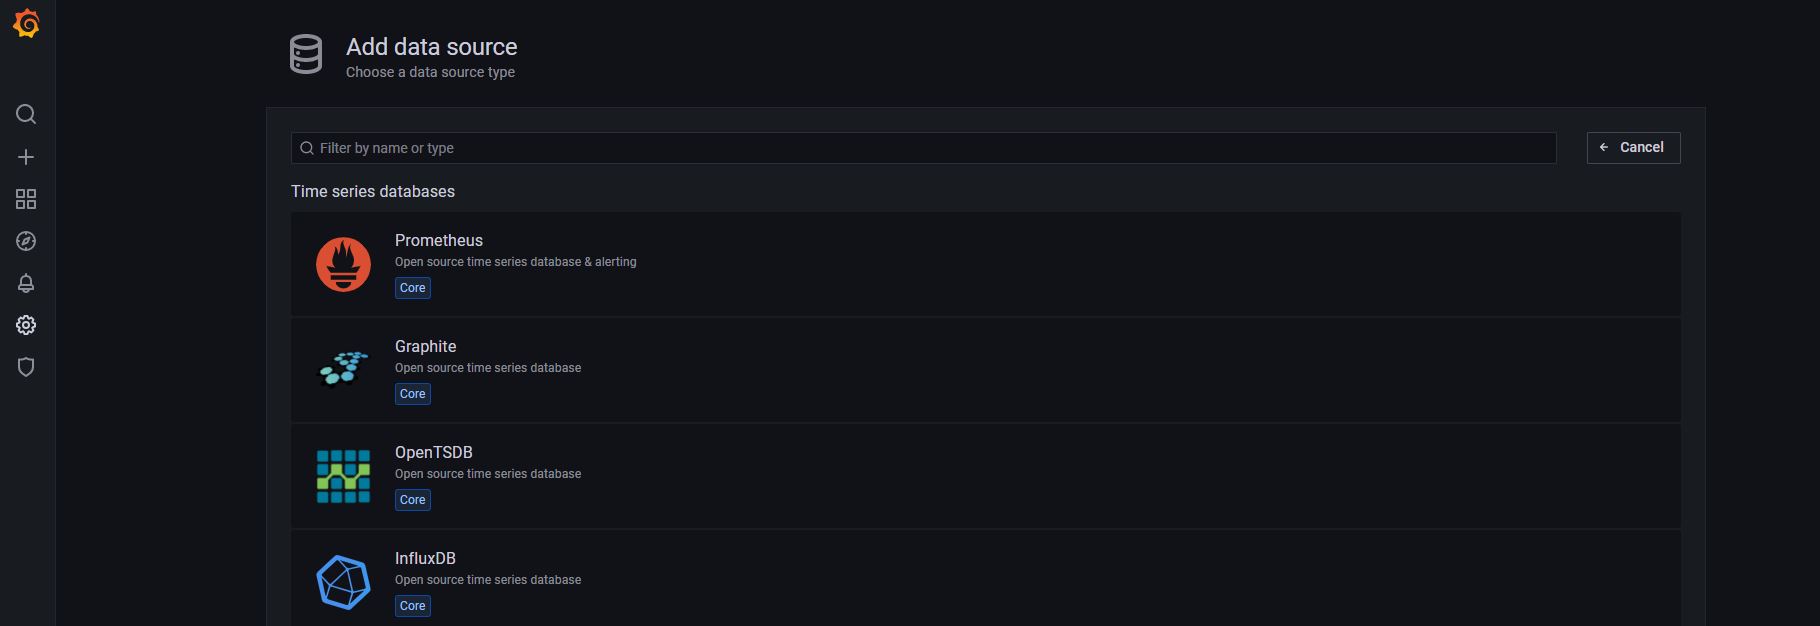 Add data source
Choose a data source type
Filter by name or type
Cancel
Time series databases
Prometheus
Open source time series database & alerting
Core
Graphite
Open source time series database
Core
OpenTSDB
Open source time series database
Core
InfluxDB
Open source time series database
Core